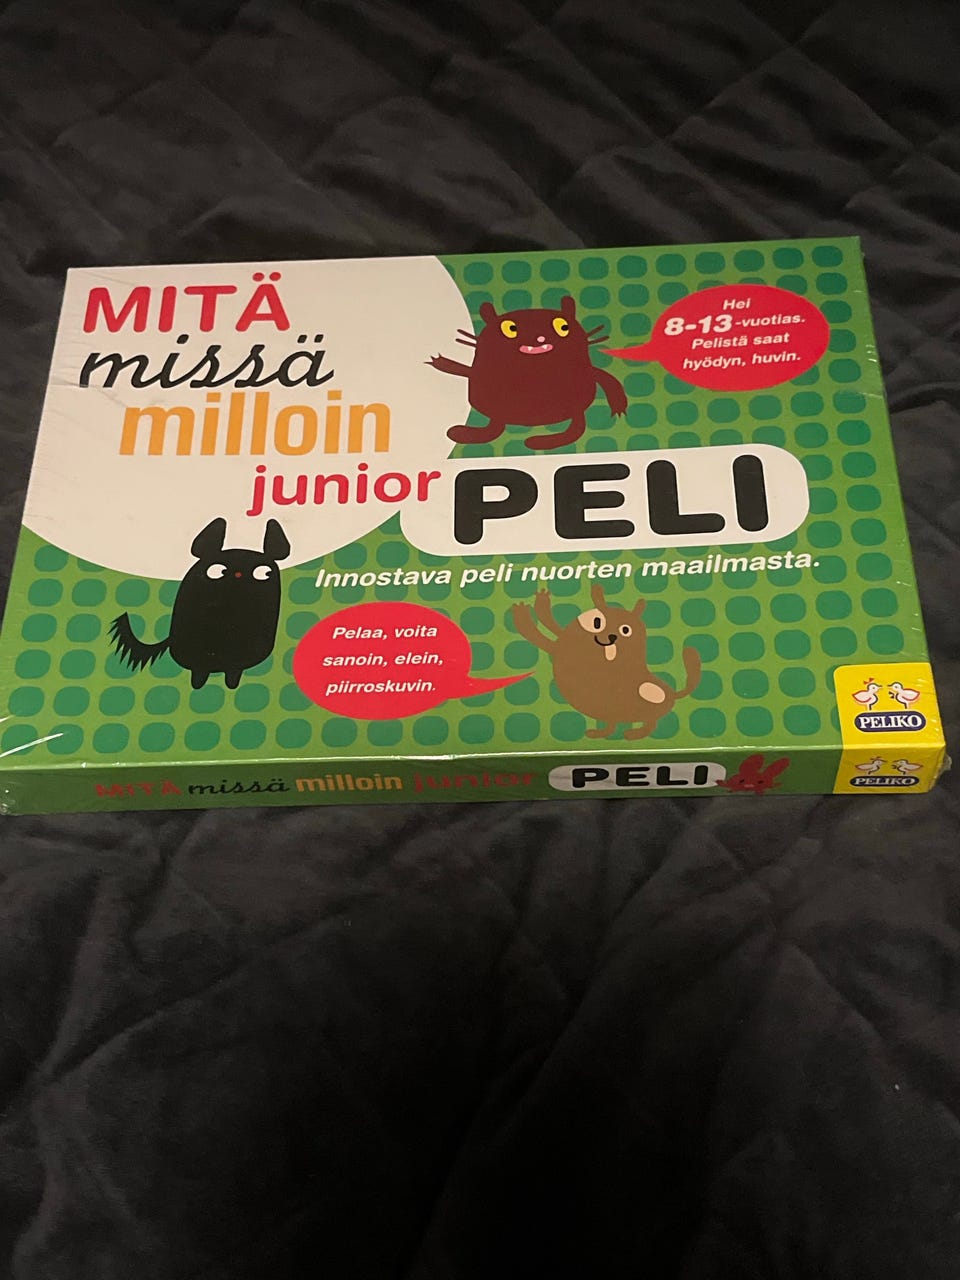 MITÄ
missä
milloin
junior PELI
Innostava peli nuorten maailmasta.
Hei
8-13-vuotias.
Pelistä saat
hyödyn, huvin.
Pelaa, voita
sanoin, elein,
piirroskuvin.
PELIKO
MITÄ missä milloin junior PELI
PELIKO